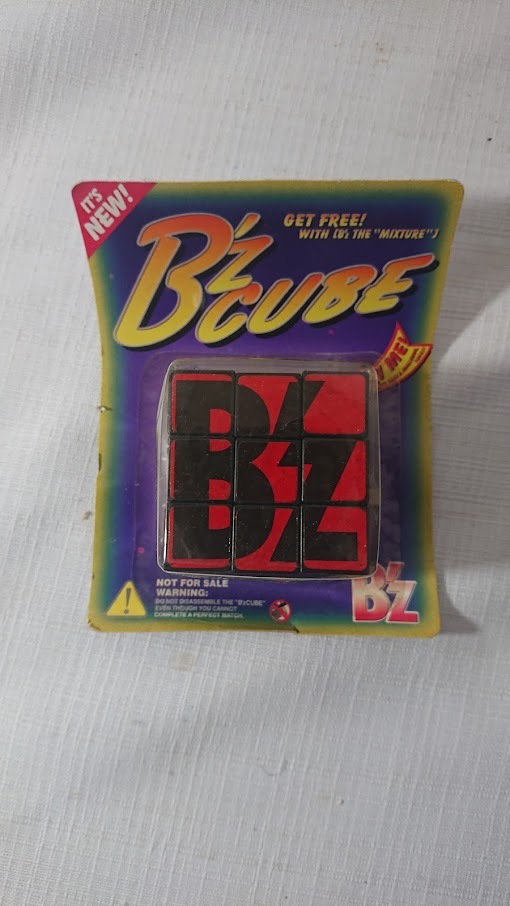 IT'S
NEW!
GET FREE!
WITH [B'z THE "MIXTURE"]
B'z
CUBE
ME!
B'z
NOT FOR SALE
WARNING:
DO NOT DISASSEMBLE THE "B'zCUBE"
EVEN THOUGH YOU CANNOT
COMPLETE A PERFECT MATCH.
B'z